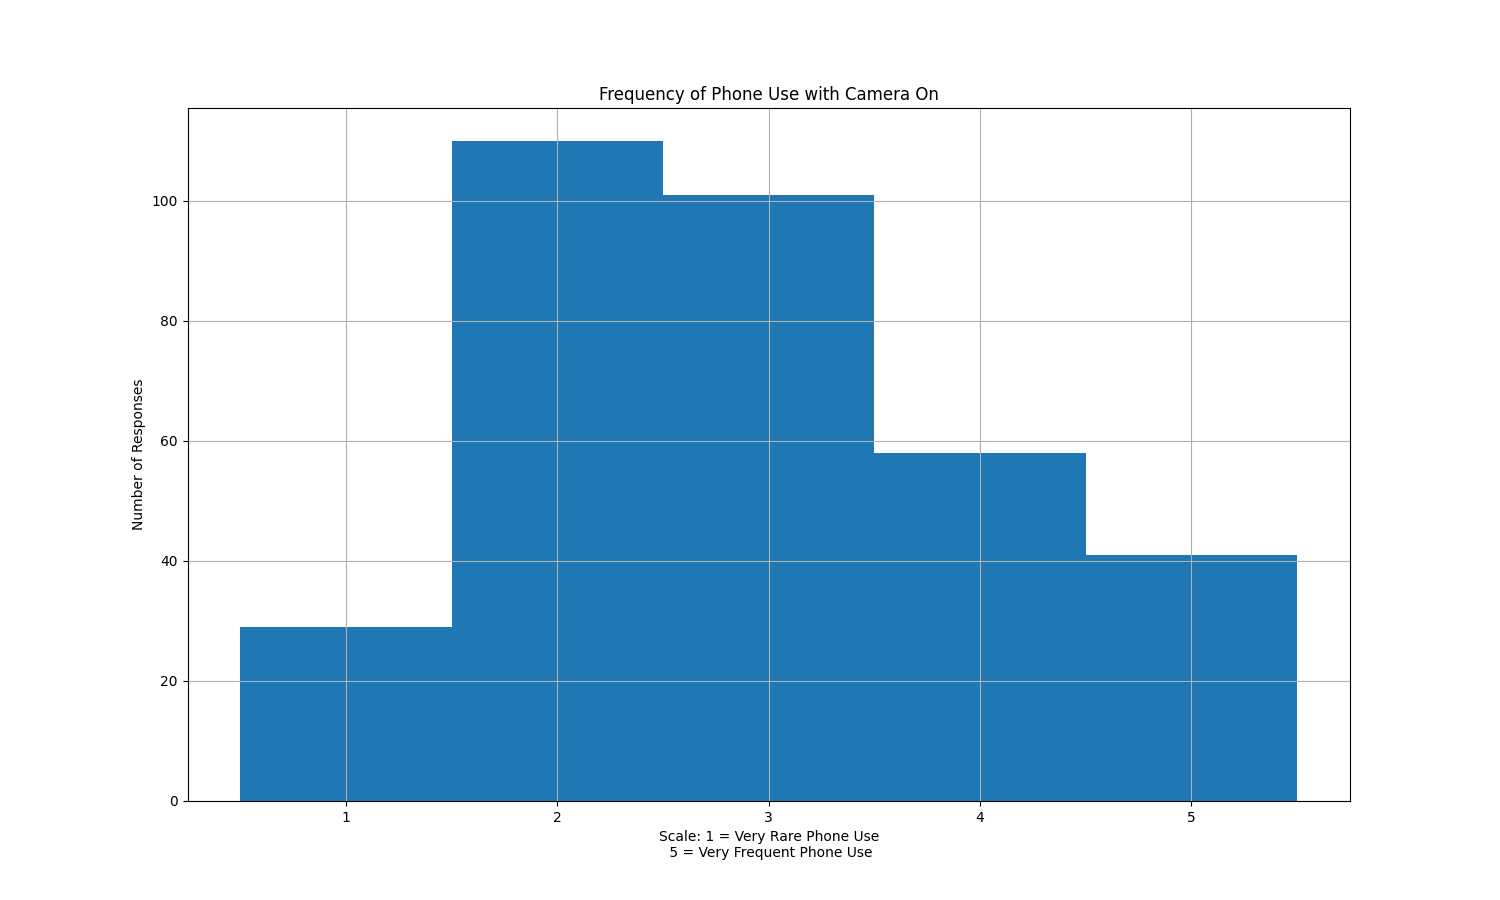 Frequency of Phone Use with Camera On
Number of Responses
100
80
60
40
20
0
1 2 3 4 5
Scale: 1 = Very Rare Phone Use
5 = Very Frequent Phone Use